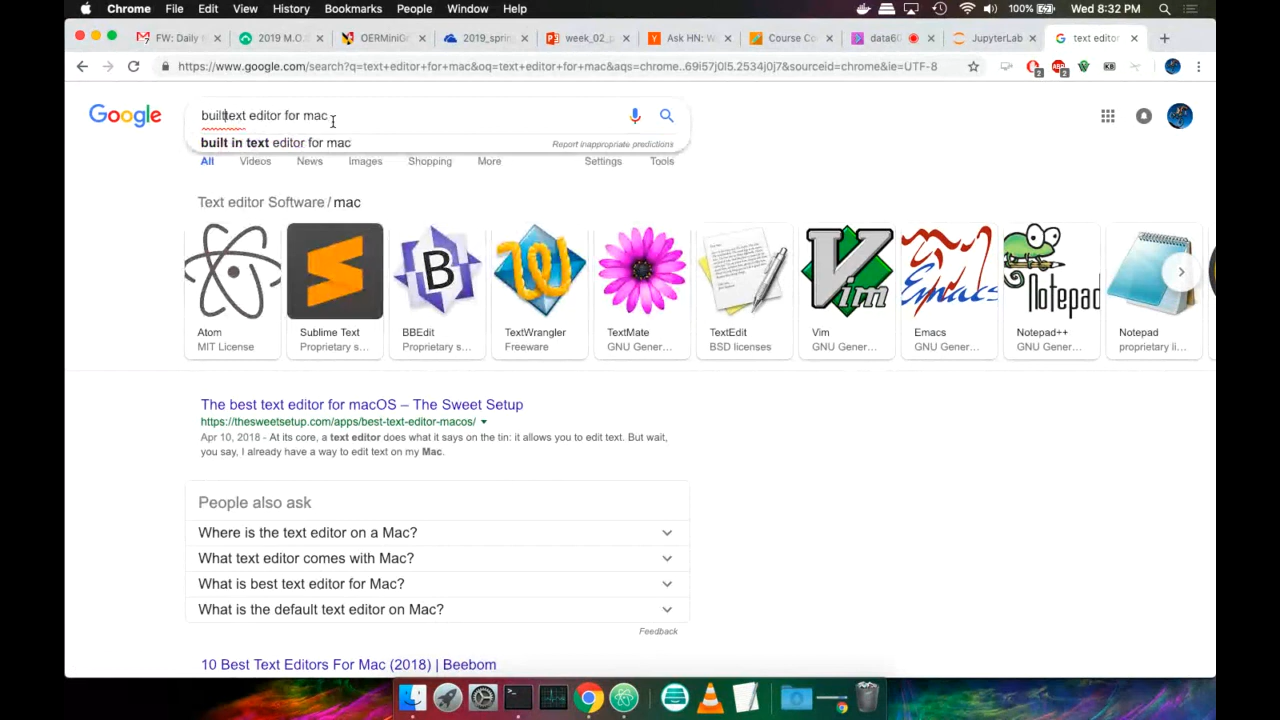 Chrome File Edit View History Bookmarks People Window Help 100% Wed 8:32 PM
FW: Daily 2019 M.O.S OERMiniGr 2019_spring week_02_p Ask HN: W Course Co data60 JupyterLab text editor
https://www.google.com/search?q=text+editor+for+mac&oq=text+editor+for+mac&aqs=chrome..69i57j0l5.2534j0j7&sourceid=chrome&ie=UTF-8
Google builtext editor for mac
built in text editor for mac Report inappropriate predictions
All Videos News Images Shopping More Settings Tools
Text editor Software / mac
Atom Sublime Text BBEdit TextWrangler TextMate TextEdit Vim Emacs Notepad++ Notepad
MIT License Proprietary s... Proprietary s... Freeware GNU Gener... BSD licenses GNU Gener... GNU Gener... GNU Gener... proprietary li...
The best text editor for macOS – The Sweet Setup
https://thesweetsetup.com/apps/best-text-editor-macos/
Apr 10, 2018 - At its core, a text editor does what it says on the tin: it allows you to edit text. But wait,
you say, I already have a way to edit text on my Mac.
People also ask
Where is the text editor on a Mac?
What text editor comes with Mac?
What is best text editor for Mac?
What is the default text editor on Mac?
Feedback
10 Best Text Editors For Mac (2018) | Beebom